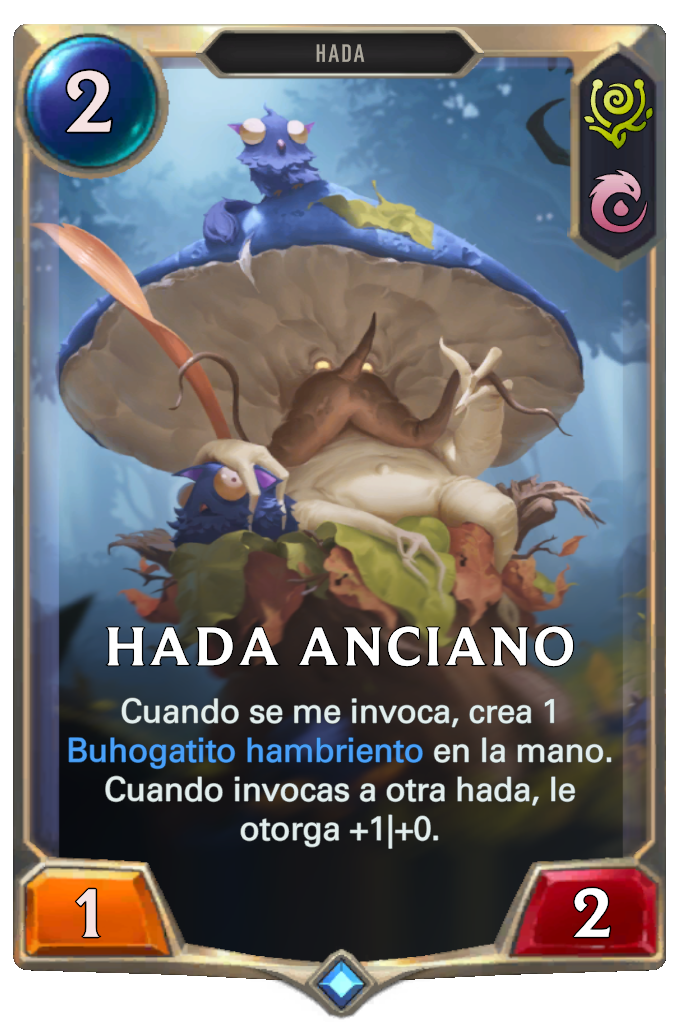 HADA
2
HADA ANCIANO
Cuando se me invoca, crea 1
Buhogatito hambriento en la mano.
Cuando invocas a otra hada, le
otorga +1|+0.
1
2